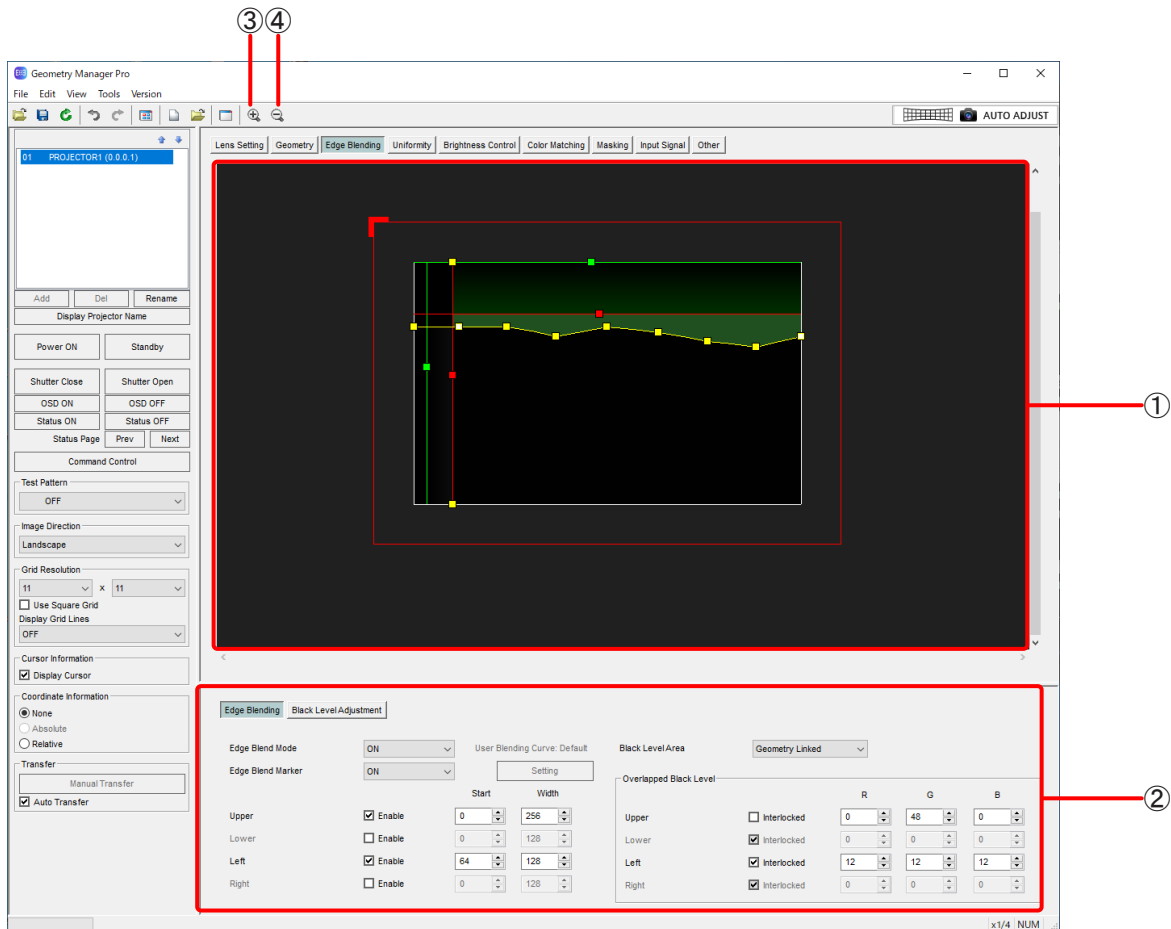 ③④
Geometry Manager Pro
File Edit View Tools Version
AUTO ADJUST
01 PROJECTOR1 (0.0.0.1)
Add Del Rename
Display Projector Name
Power ON Standby
Shutter Close Shutter Open
OSD ON OSD OFF
Status ON Status OFF
Status Page Prev Next
Command Control
Test Pattern
OFF
Image Direction
Landscape
Grid Resolution
11 x 11
Use Square Grid
Display Grid Lines
OFF
Cursor Information
Display Cursor
Coordinate Information
None
Absolute
Relative
Transfer
Manual Transfer
Auto Transfer
Lens Setting Geometry Edge Blending Uniformity Brightness Control Color Matching Masking Input Signal Other
①
Edge Blending Black Level Adjustment
Edge Blend Mode ON User Blending Curve: Default
Edge Blend Marker ON Setting
Start Width
Upper Enable 0 256
Lower Enable 0 128
Left Enable 64 128
Right Enable 0 128
Black Level Area Geometry Linked
Overlapped Black Level
R G B
Upper Interlocked 0 48 0
Lower Interlocked 0 0 0
Left Interlocked 12 12 12
Right Interlocked 0 0 0
②
x1/4 NUM